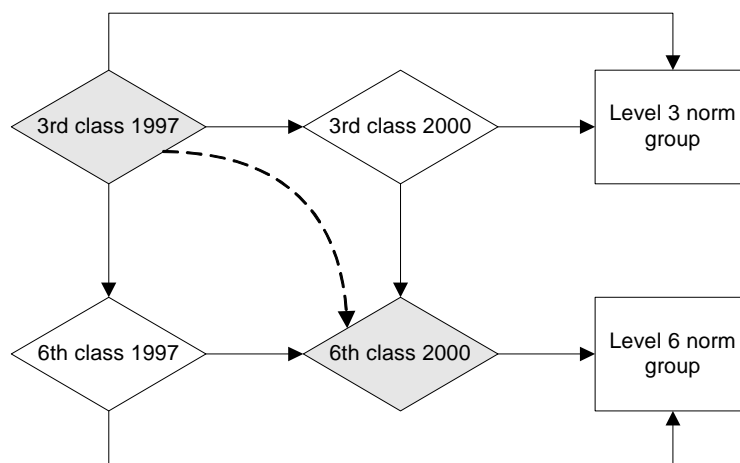 3rd class 1997
3rd class 2000
Level 3 norm
group
6th class 1997
6th class 2000
Level 6 norm
group